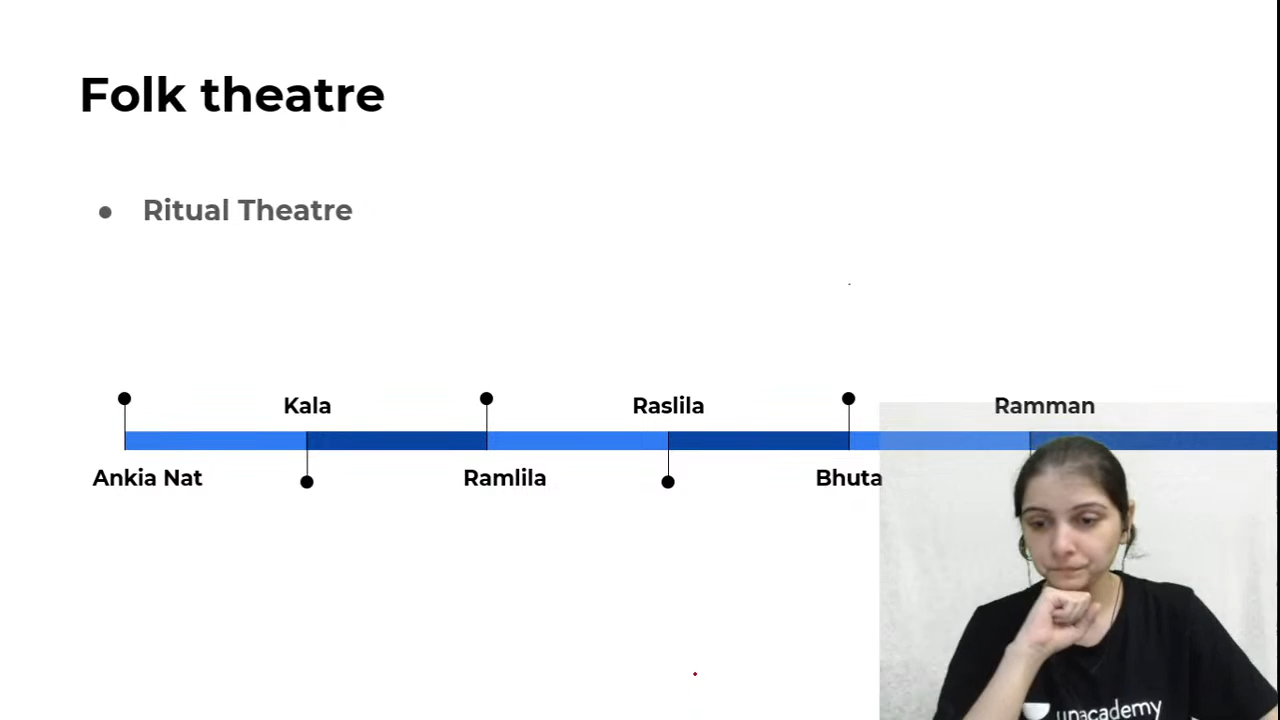 Folk theatre
● Ritual Theatre
Kala Raslila Ramman
Ankia Nat Ramlila Bhuta
unacademy